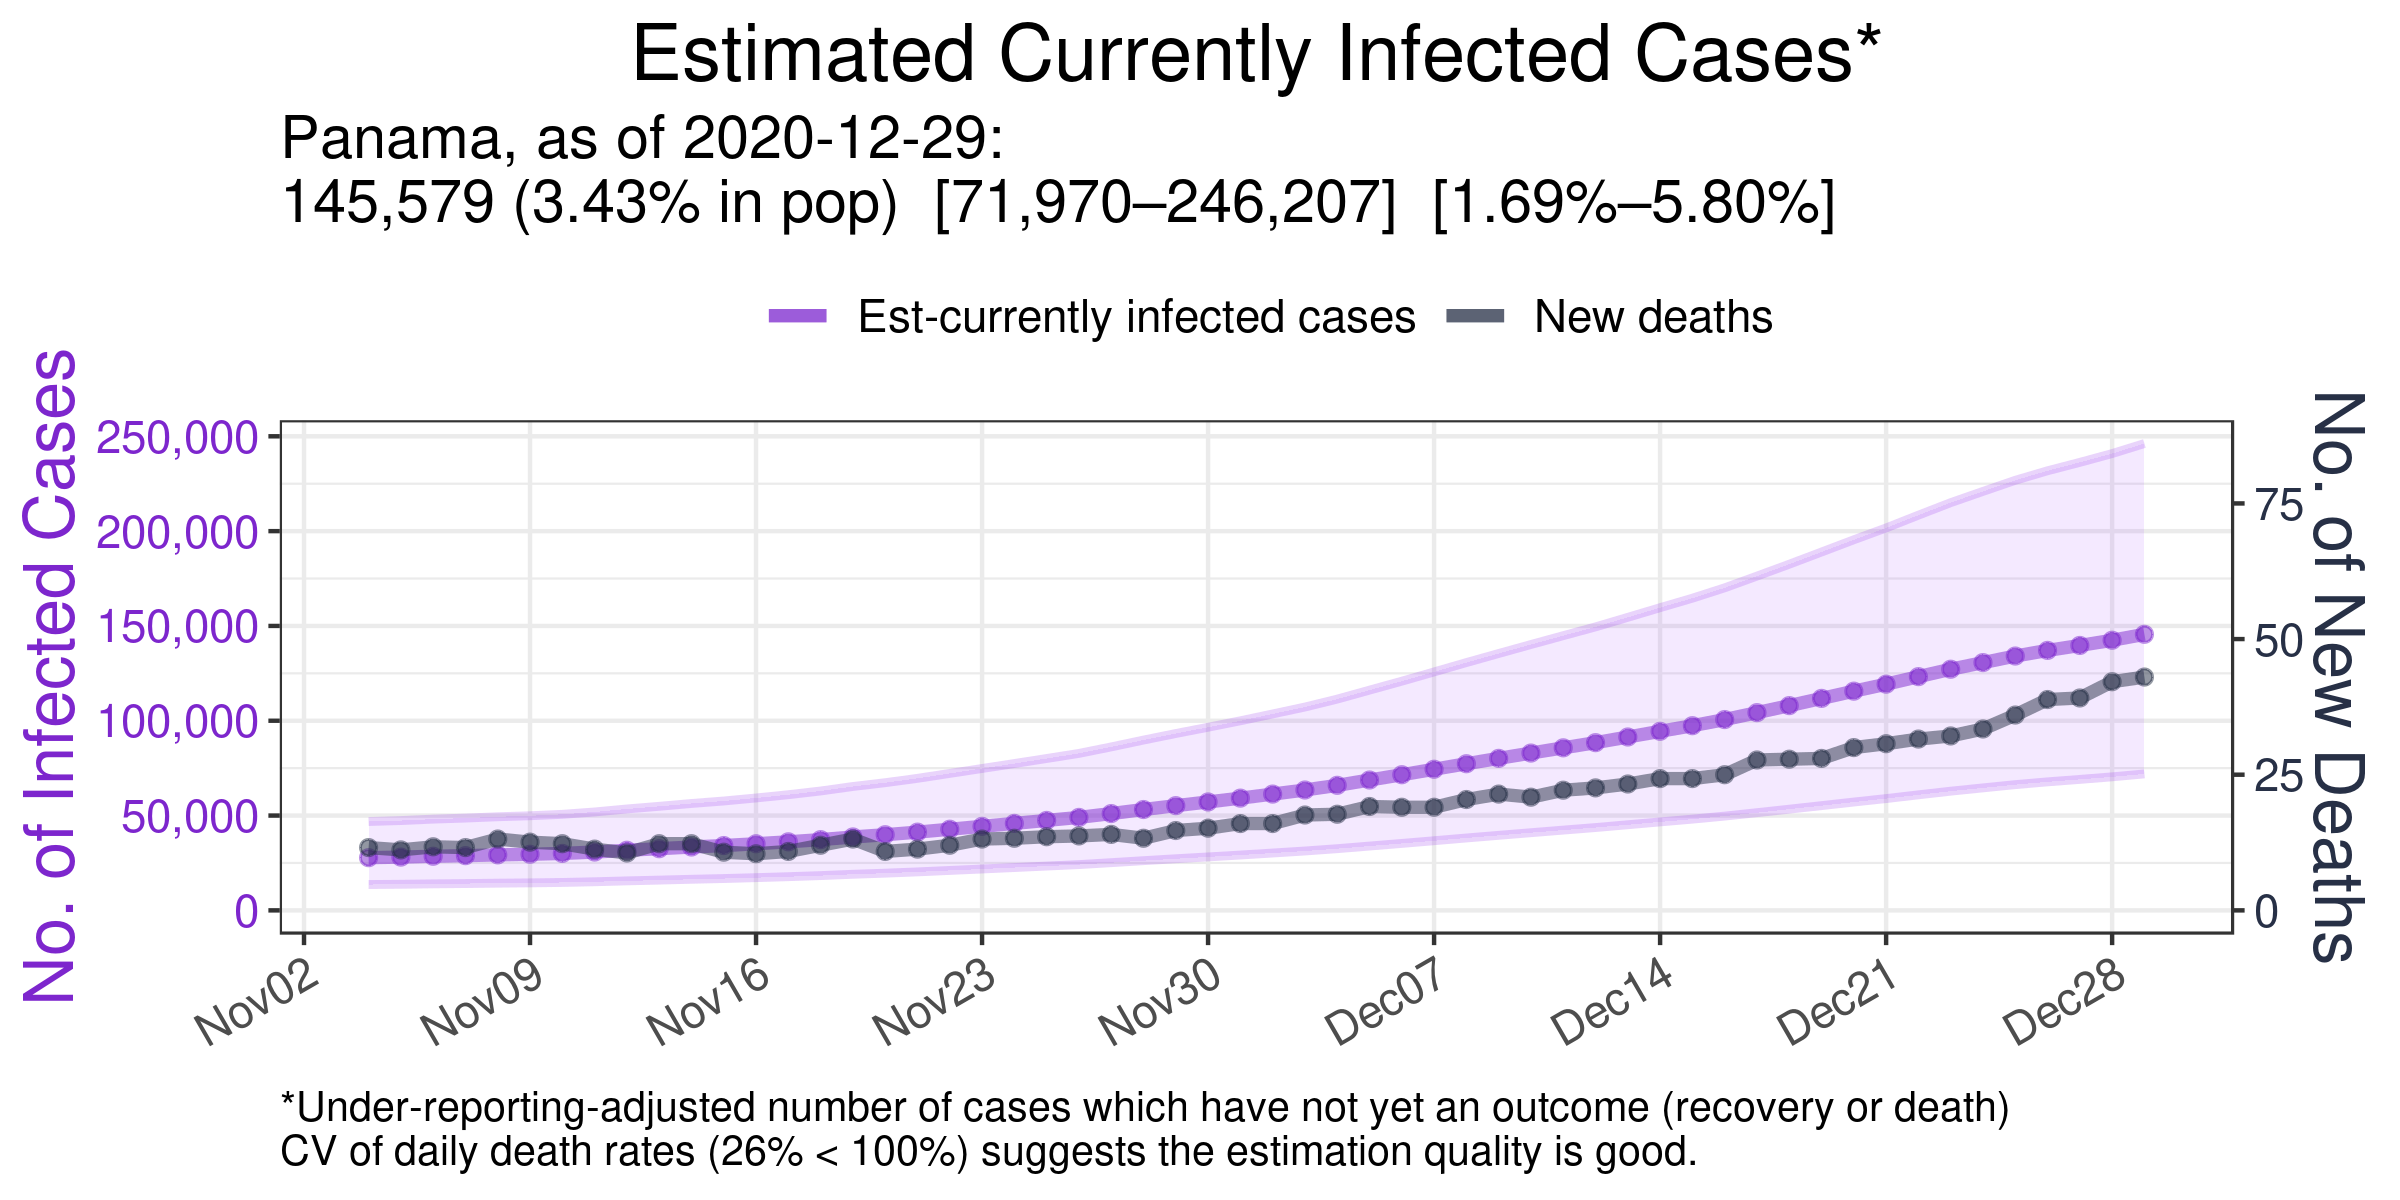 Estimated Currently Infected Cases*
Panama, as of 2020-12-29:
145,579 (3.43% in pop)  [71,970–246,207]  [1.69%–5.80%]
Est-currently infected cases
New deaths
No. of Infected Cases
250,000
200,000
150,000
100,000
50,000
0
No. of New Deaths
75
50
25
0
Nov02
Nov09
Nov16
Nov23
Nov30
Dec07
Dec14
Dec21
Dec28
*Under-reporting-adjusted number of cases which have not yet an outcome (recovery or death)
CV of daily death rates (26% < 100%) suggests the estimation quality is good.